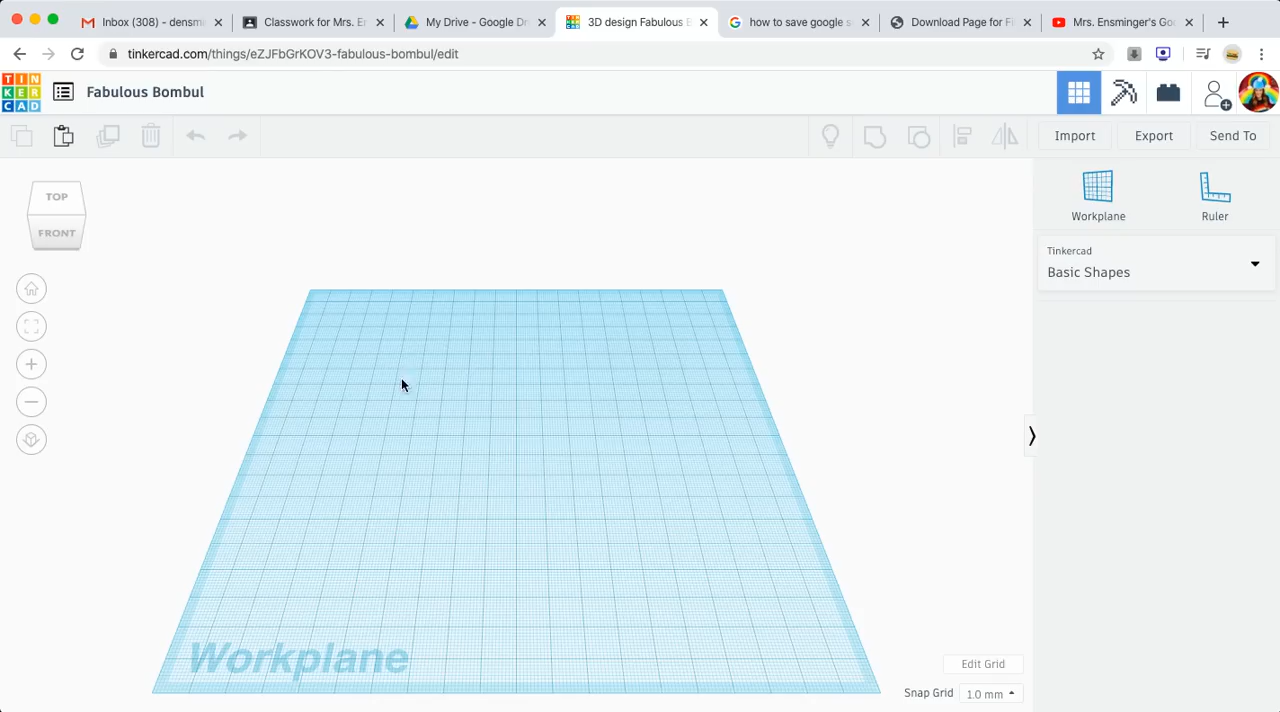 Inbox (308) - densm
Classwork for Mrs. E
My Drive - Google Dr
3D design Fabulous B
how to save google s
Download Page for Fi
Mrs. Ensminger's Go
tinkercad.com/things/eZJFbGrKOV3-fabulous-bombul/edit
TIN
KER
CAD
Fabulous Bombul
Import
Export
Send To
TOP
FRONT
Workplane
Ruler
Tinkercad
Basic Shapes
Workplane
Edit Grid
Snap Grid
1.0 mm